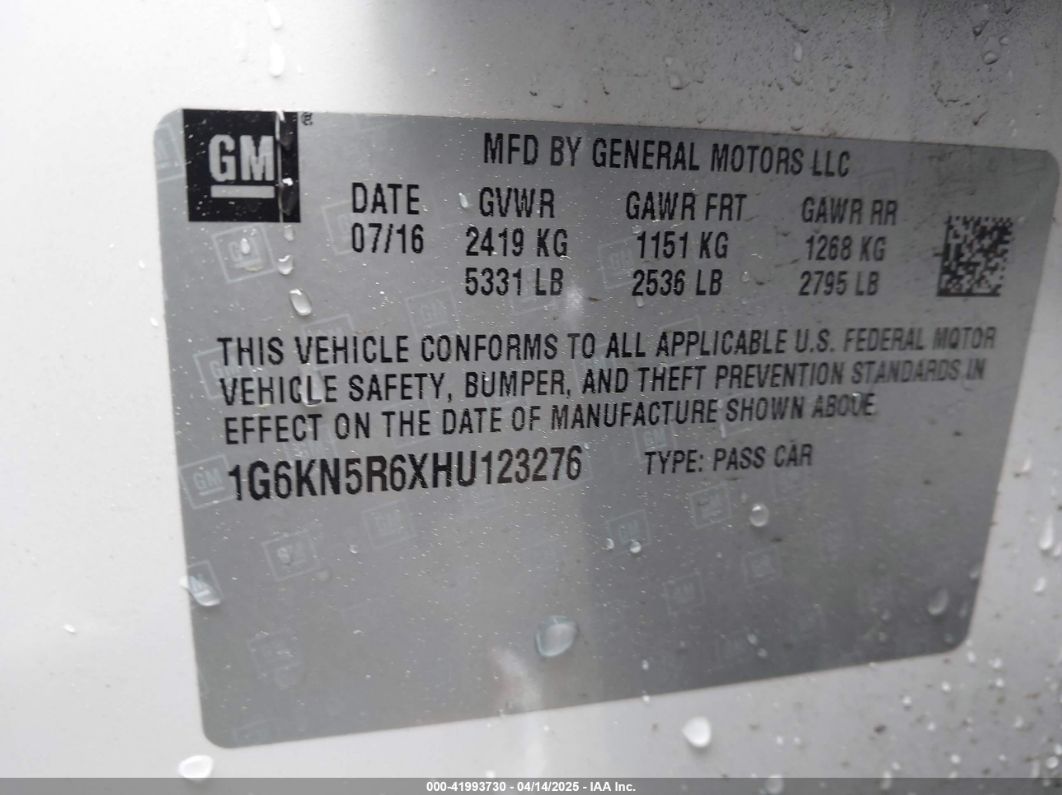 GM ®
MFD BY GENERAL MOTORS LLC
DATE GVWR GAWR FRT GAWR RR
07/16 2419 KG 1151 KG 1268 KG
5331 LB 2536 LB 2795 LB
THIS VEHICLE CONFORMS TO ALL APPLICABLE U.S. FEDERAL MOTOR
VEHICLE SAFETY, BUMPER, AND THEFT PREVENTION STANDARDS IN
EFFECT ON THE DATE OF MANUFACTURE SHOWN ABOVE
1G6KN5R6XHU123276 TYPE: PASS CAR
000-41993730 - 04/14/2025 - IAA Inc.